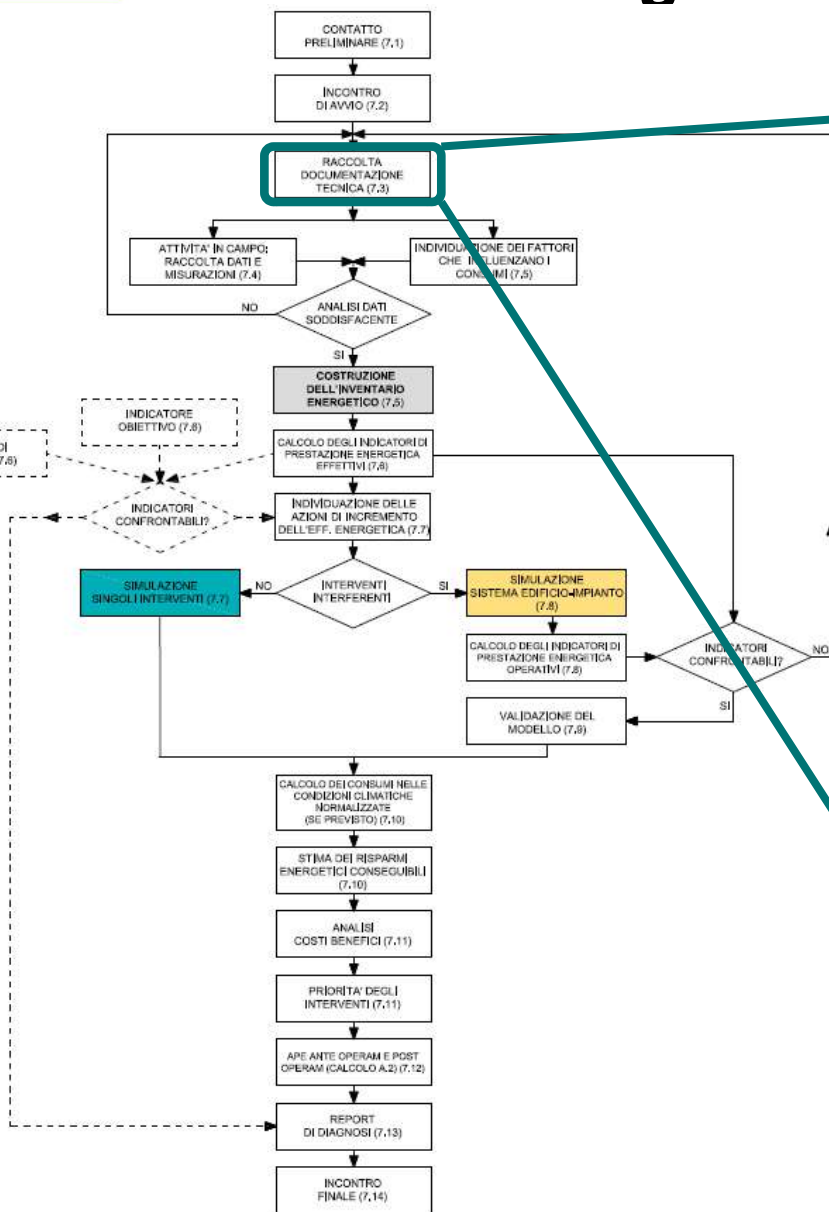 CONTATTO
PRELIMINARE (7.1)
INCONTRO
DI AVVIO (7.2)
RACCOLTA
DOCUMENTAZIONE
TECNICA (7.3)
ATTIVITA' IN CAMPO:
RACCOLTA DATI E
MISURAZIONI (7.4)
INDIVIDUAZIONE DEI FATTORI
CHE INFLUENZANO I
CONSUMI (7.5)
NO
ANALISI DATI
SODDISFACENTE
SI
COSTRUZIONE
DELL'INVENTARIO
ENERGETICO (7.5)
INDICATORE
OBIETTIVO (7.6)
DI
7.6)
CALCOLO DEGLI INDICATORI DI
PRESTAZIONE ENERGETICA
EFFETTIVI (7.6)
INDICATORI
CONFRONTABILI?
INDIVIDUAZIONE DELLE
AZIONI DI INCREMENTO
DELL'EFF. ENERGETICA (7.7)
SIMULAZIONE
SINGOLI INTERVENTI (7.7)
NO
INTERVENTI
INTERFERENTI
SI
SIMULAZIONE
SISTEMA EDIFICIO-IMPIANTO
(7.8)
CALCOLO DEGLI INDICATORI DI
PRESTAZIONE ENERGETICA
OPERATIVI (7.8)
INDICATORI
CONFRONTABILI?
NO
SI
VALIDAZIONE DEL
MODELLO (7.9)
CALCOLO DEI CONSUMI NELLE
CONDIZIONI CLIMATICHE
NORMALIZZATE
(SE PREVISTO) (7.10)
STIMA DEI RISPARMI
ENERGETICI CONSEGUIBILI
(7.10)
ANALISI
COSTI BENEFICI (7.11)
PRIORITA' DEGLI
INTERVENTI (7.11)
APE ANTE OPERAM E POST
OPERAM (CALCOLO A.2) (7.12)
REPORT
DI DIAGNOSI (7.13)
INCONTRO
FINALE (7.14)